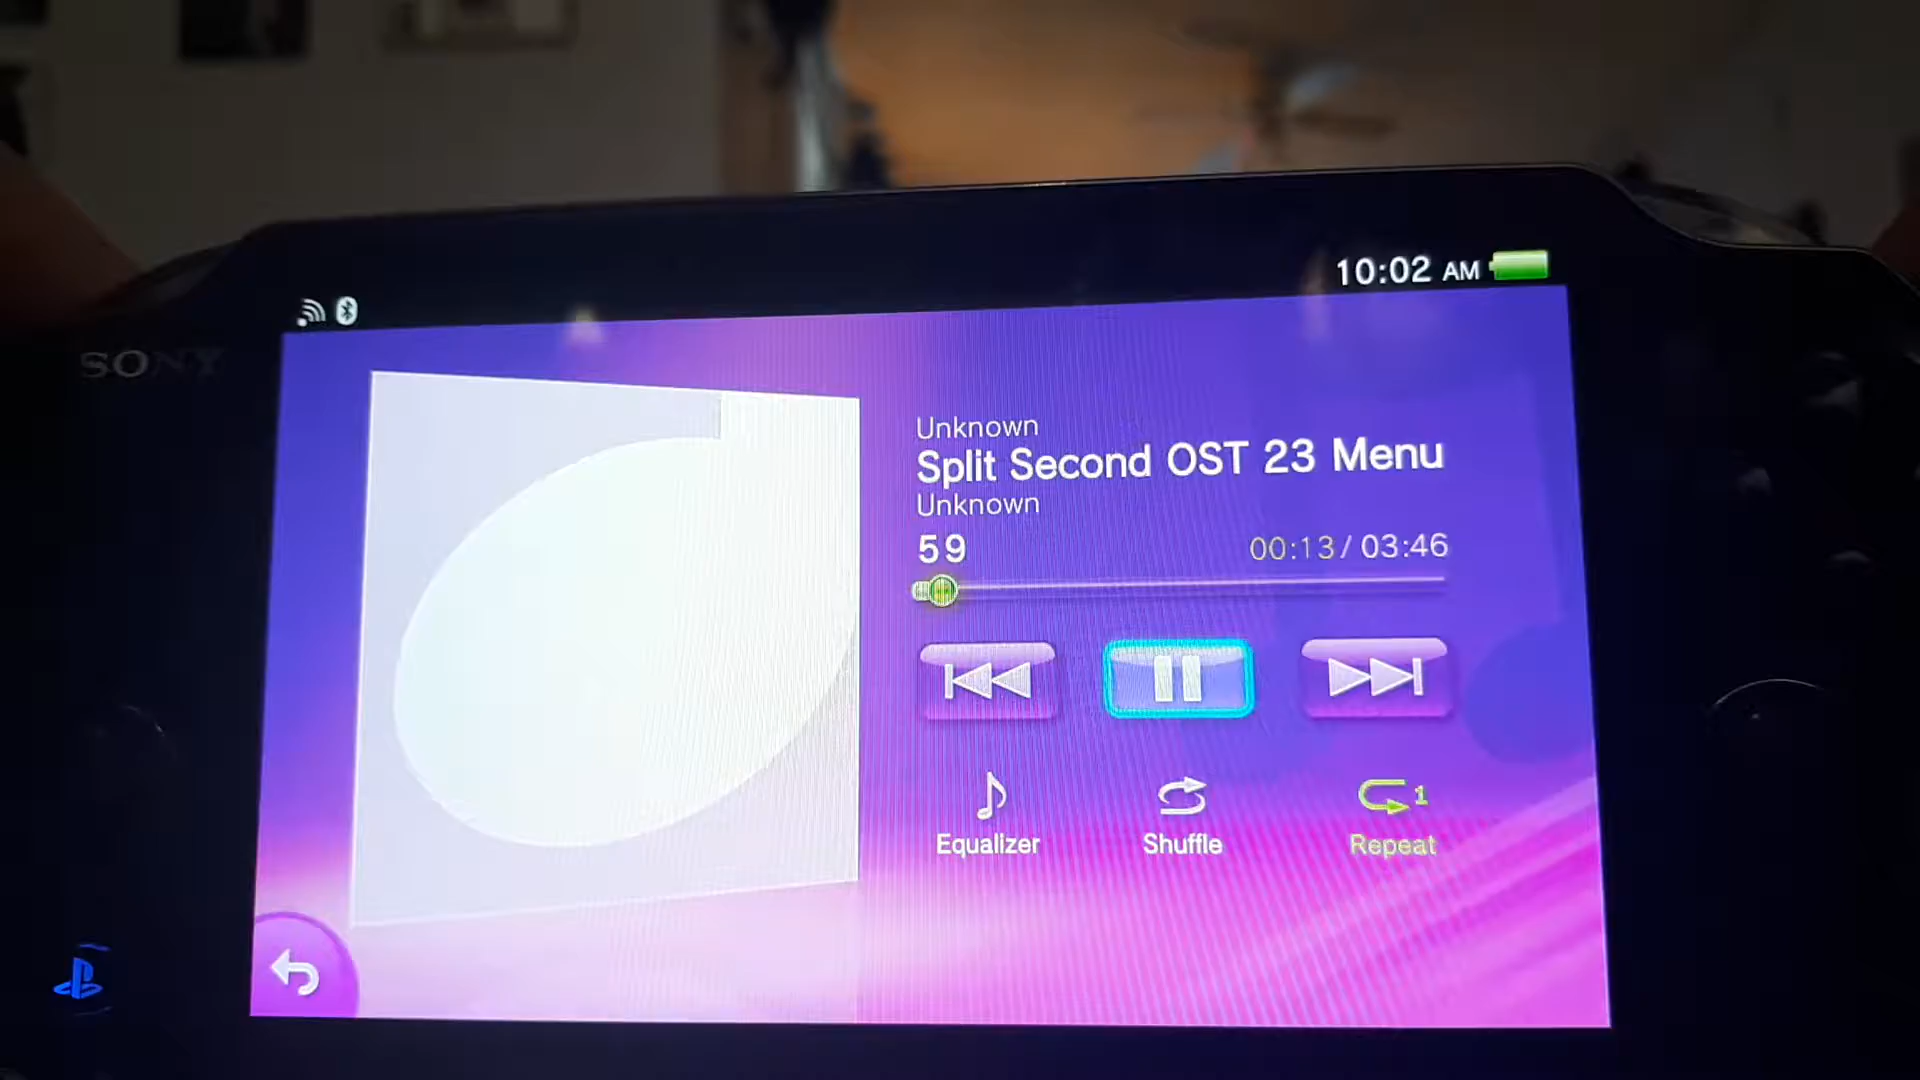 10:02 AM
SONY
Unknown
Split Second OST 23 Menu
Unknown
59
00:13 / 03:46
1
Equalizer
Shuffle
Repeat